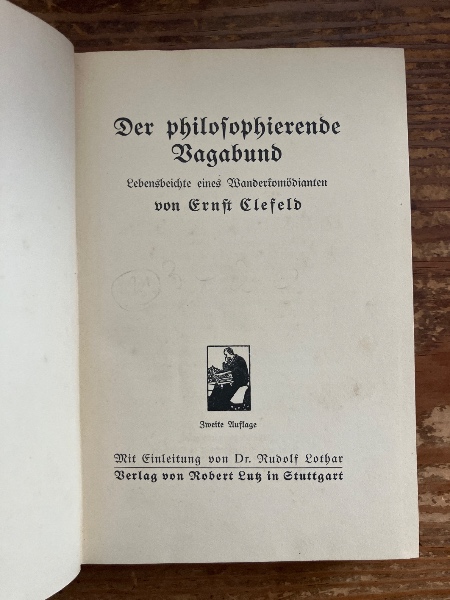 Der philosophierende
Vagabund
Lebensbeichte eines Wanderkomödianten
von Ernst Clefeld
Zweite Auflage
Mit Einleitung von Dr. Rudolf Lothar
Verlag von Robert Lutz in Stuttgart